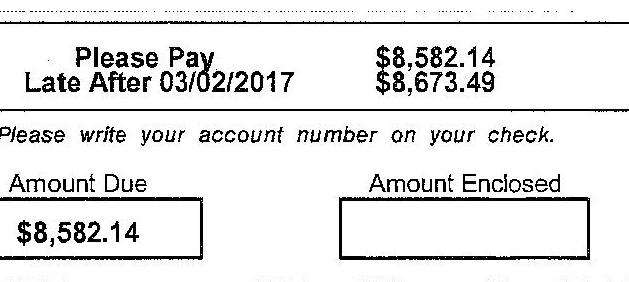 Please Pay $8,582.14
Late After 03/02/2017 $8,673.49
Please write your account number on your check.
Amount Due Amount Enclosed
$8,582.14